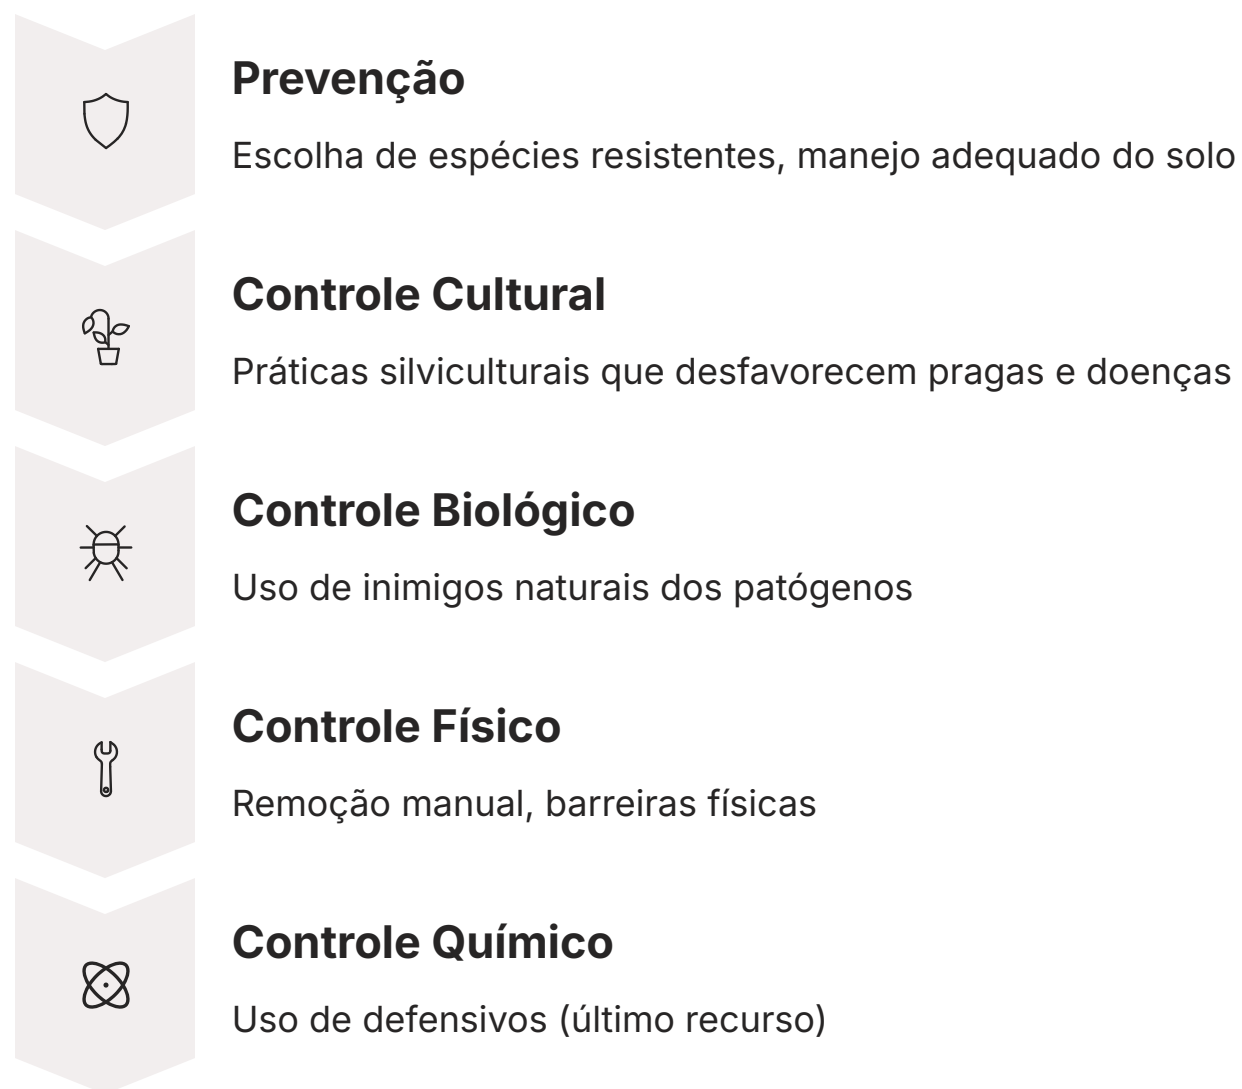 Prevenção
Escolha de espécies resistentes, manejo adequado do solo
Controle Cultural
Práticas silviculturais que desfavorecem pragas e doenças
Controle Biológico
Uso de inimigos naturais dos patógenos
Controle Físico
Remoção manual, barreiras físicas
Controle Químico
Uso de defensivos (último recurso)